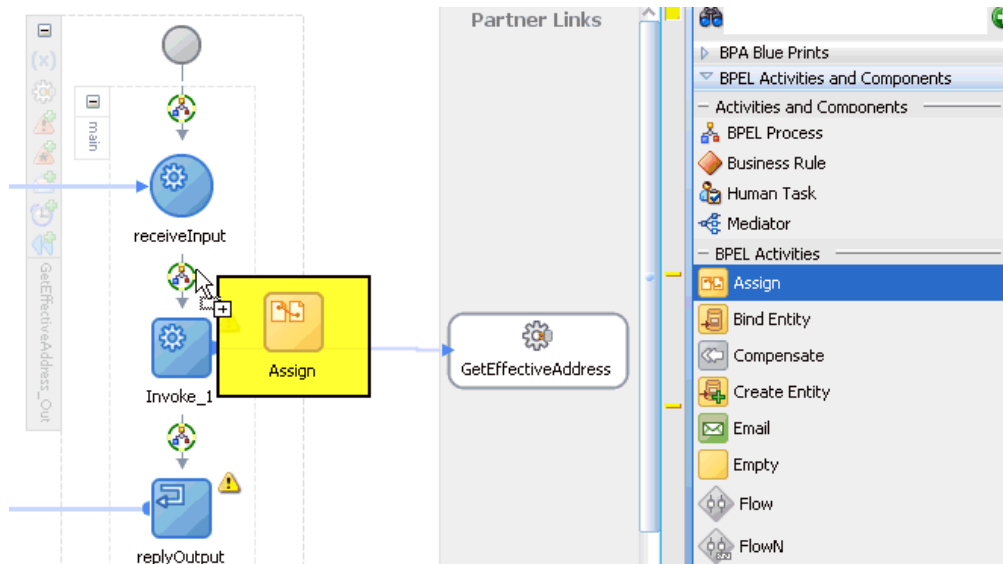 Partner Links
(x)
main
receiveInput
Assign
GetEffectiveAddress
Invoke_1
GetEffectiveAddress_Out
replyOutput
BPA Blue Prints
BPEL Activities and Components
Activities and Components
BPEL Process
Business Rule
Human Task
Mediator
BPEL Activities
Assign
Bind Entity
Compensate
Create Entity
Email
Empty
Flow
FlowN